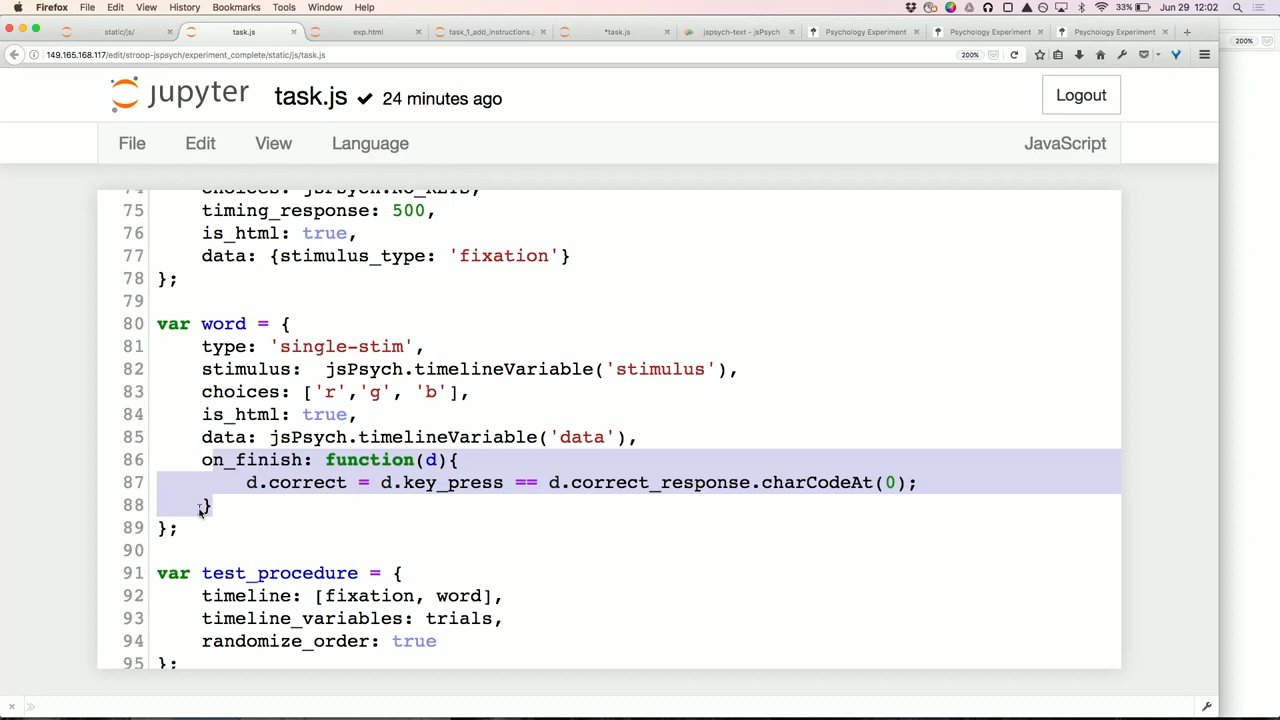 Firefox File Edit View History Bookmarks Tools Window Help 33% Jun 29 12:02
static/js/ task.js exp.html task_1_add_instructions.j *task.js jspsych-text - jsPsych Psychology Experiment Psychology Experiment Psychology Experiment
149.165.168.117/edit/stroop-jspsych/experiment_complete/static/js/task.js 200% 200%
jupyter task.js 24 minutes ago Logout
File Edit View Language JavaScript
74 choices: jsPsych.NO_KEYS,
75 timing_response: 500,
76 is_html: true,
77 data: {stimulus_type: 'fixation'}
78 };
79
80 var word = {
81 type: 'single-stim',
82 stimulus: jsPsych.timelineVariable('stimulus'),
83 choices: ['r','g', 'b'],
84 is_html: true,
85 data: jsPsych.timelineVariable('data'),
86 on_finish: function(d){
87 d.correct = d.key_press == d.correct_response.charCodeAt(0);
88 }
89 };
90
91 var test_procedure = {
92 timeline: [fixation, word],
93 timeline_variables: trials,
94 randomize_order: true
95 };